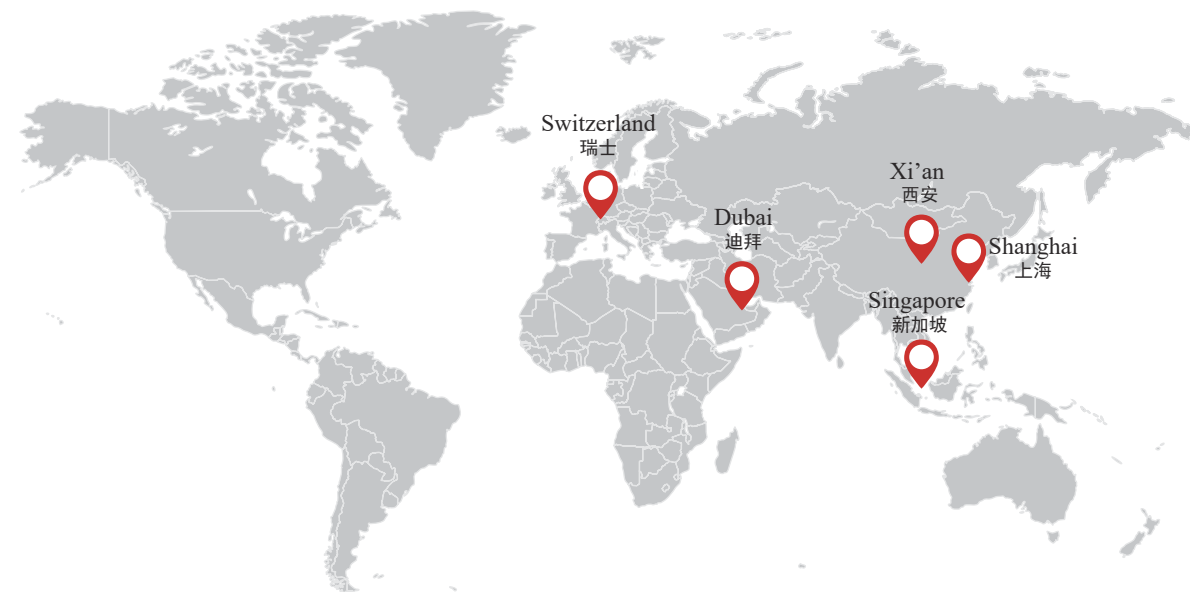 Switzerland
瑞士
Xi’an
西安
Dubai
迪拜
Shanghai
上海
Singapore
新加坡